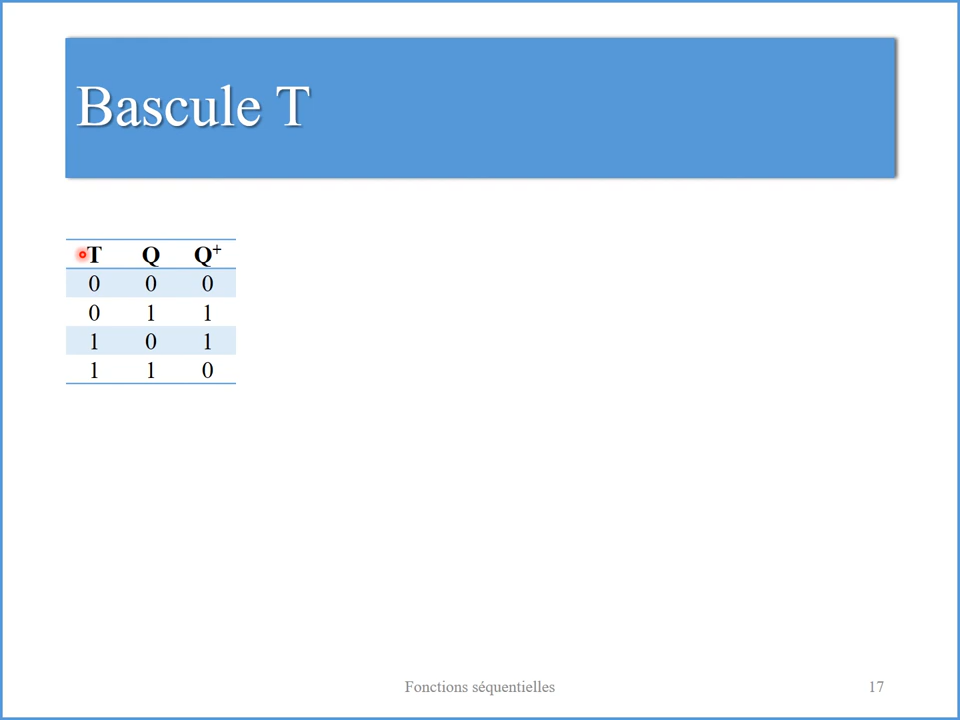 Bascule T
T Q Q⁺
0 0 0
0 1 1
1 0 1
1 1 0
Fonctions séquentielles 17